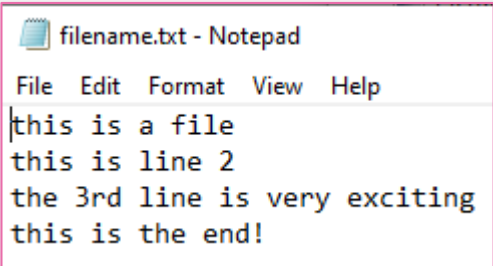 filename.txt - Notepad
File Edit Format View Help
this is a file
this is line 2
the 3rd line is very exciting
this is the end!